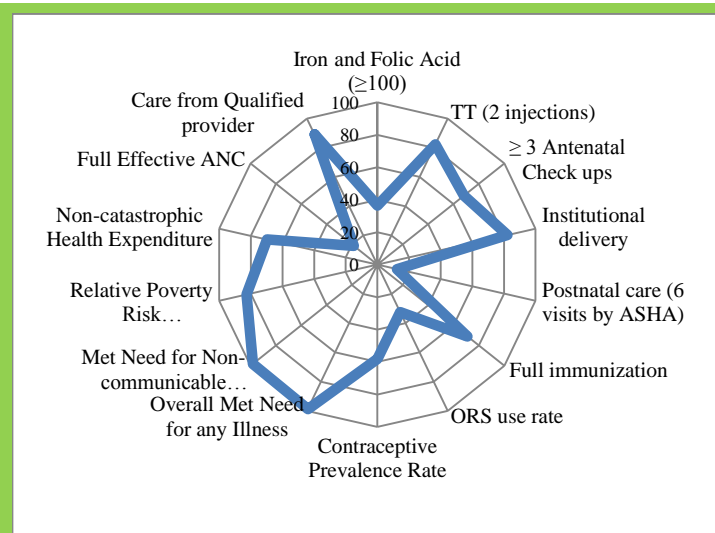 Iron and Folic Acid
(≥100)
TT (2 injections)
≥ 3 Antenatal
Check ups
Institutional
delivery
Postnatal care (6
visits by ASHA)
Full immunization
ORS use rate
Contraceptive
Prevalence Rate
Overall Met Need
for any Illness
Met Need for Non-
communicable…
Relative Poverty
Risk…
Non-catastrophic
Health Expenditure
Full Effective ANC
Care from Qualified
provider
100
80
60
40
20
0